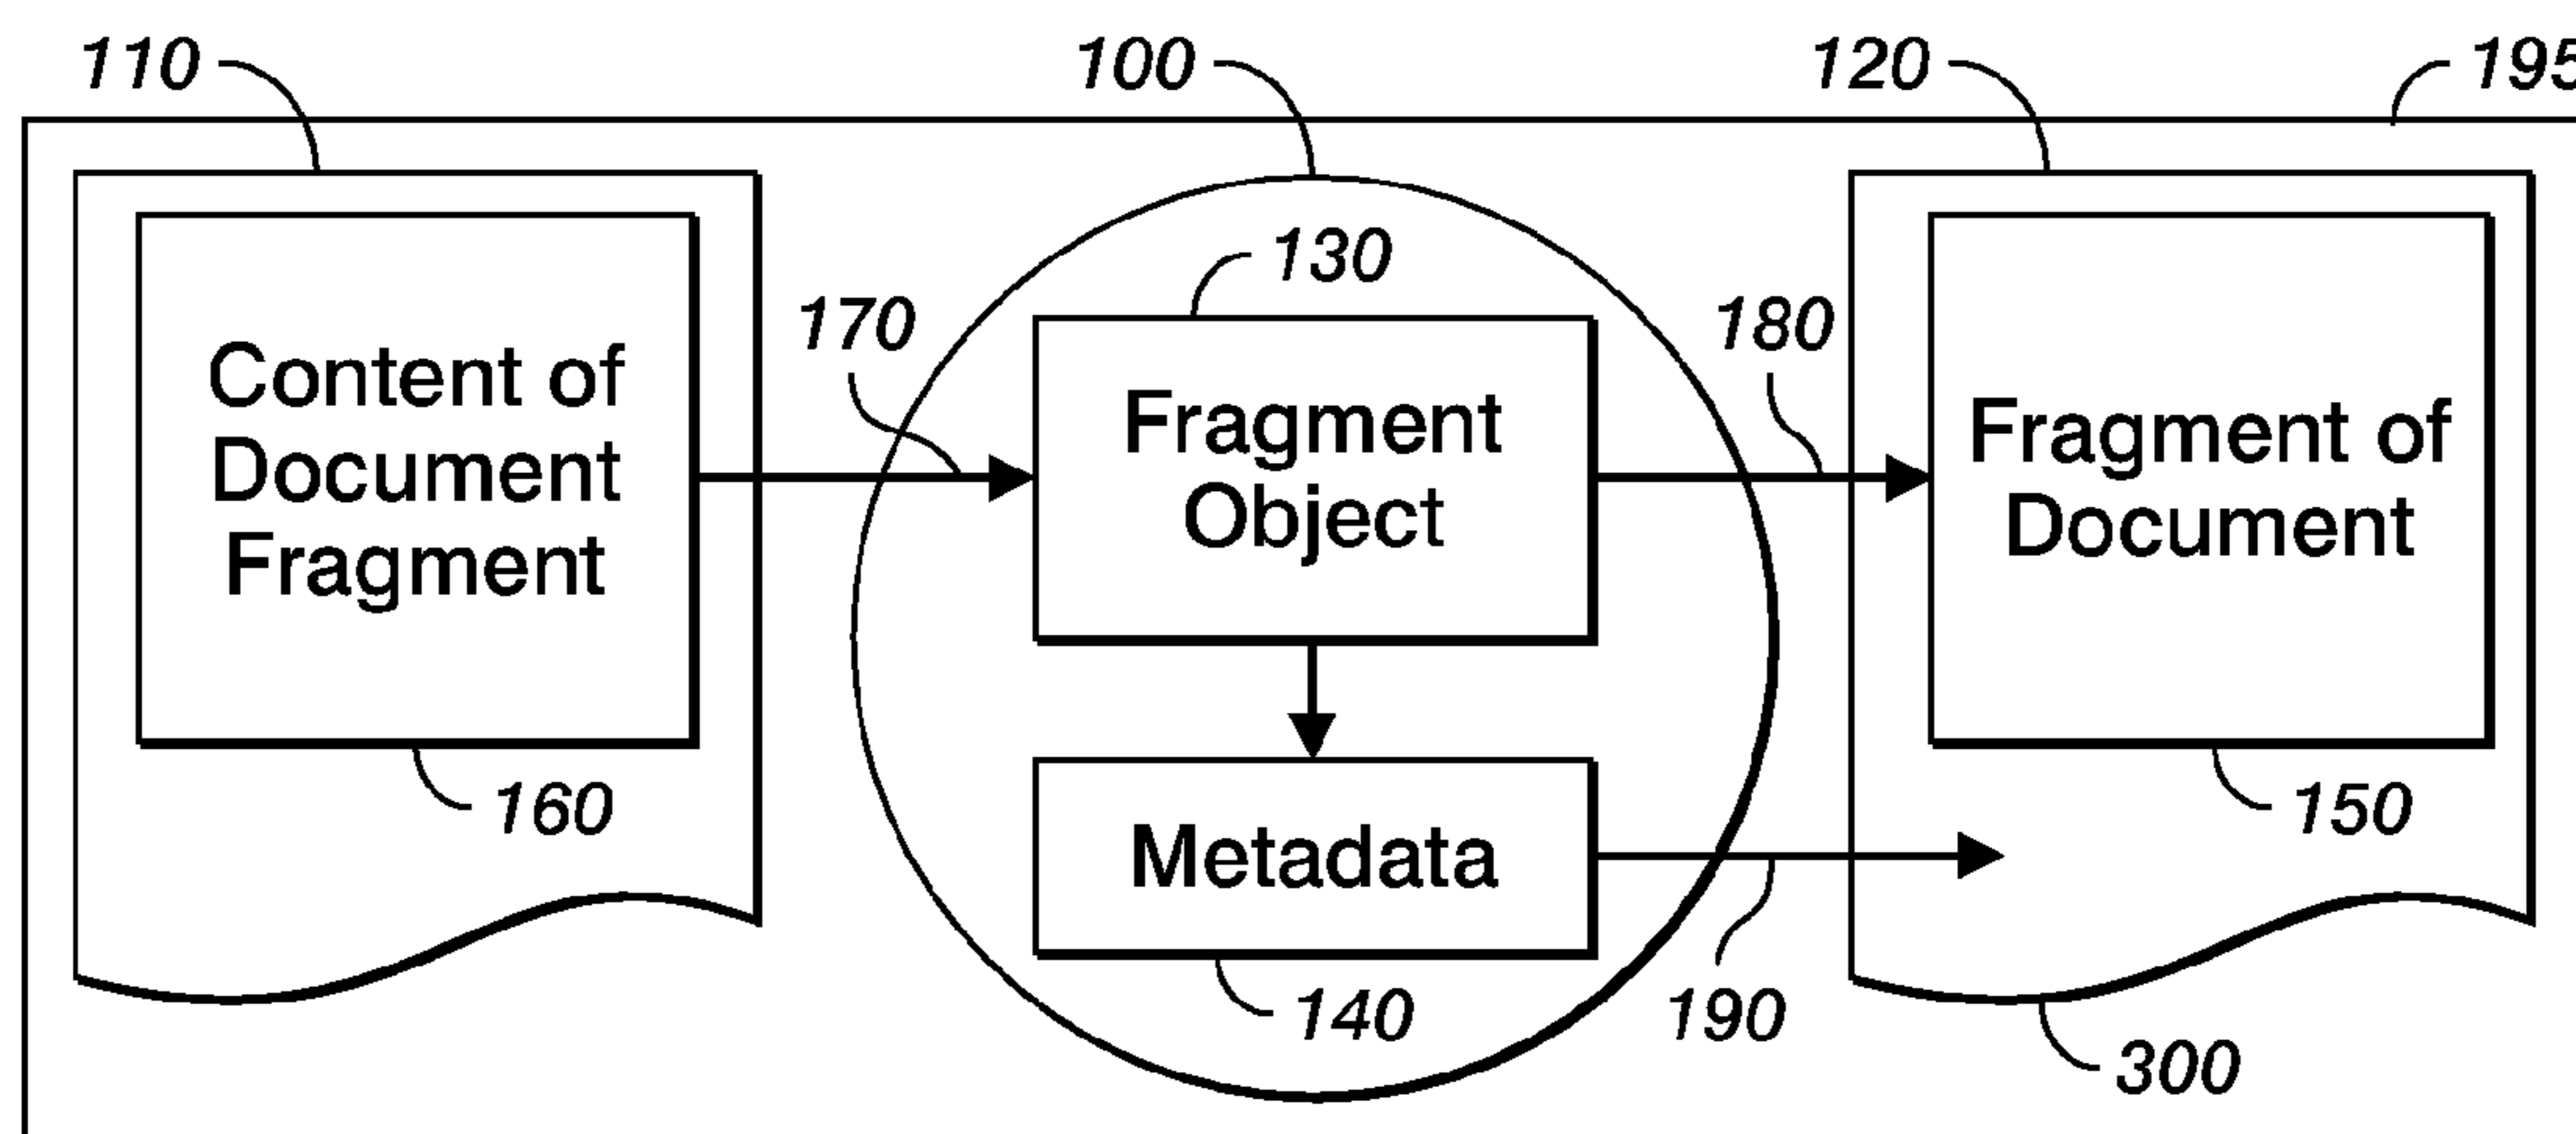 110
100
120
195
130
170
180
Content of
Document
Fragment
Fragment
Object
Fragment of
Document
160
150
Metadata
140
190
300